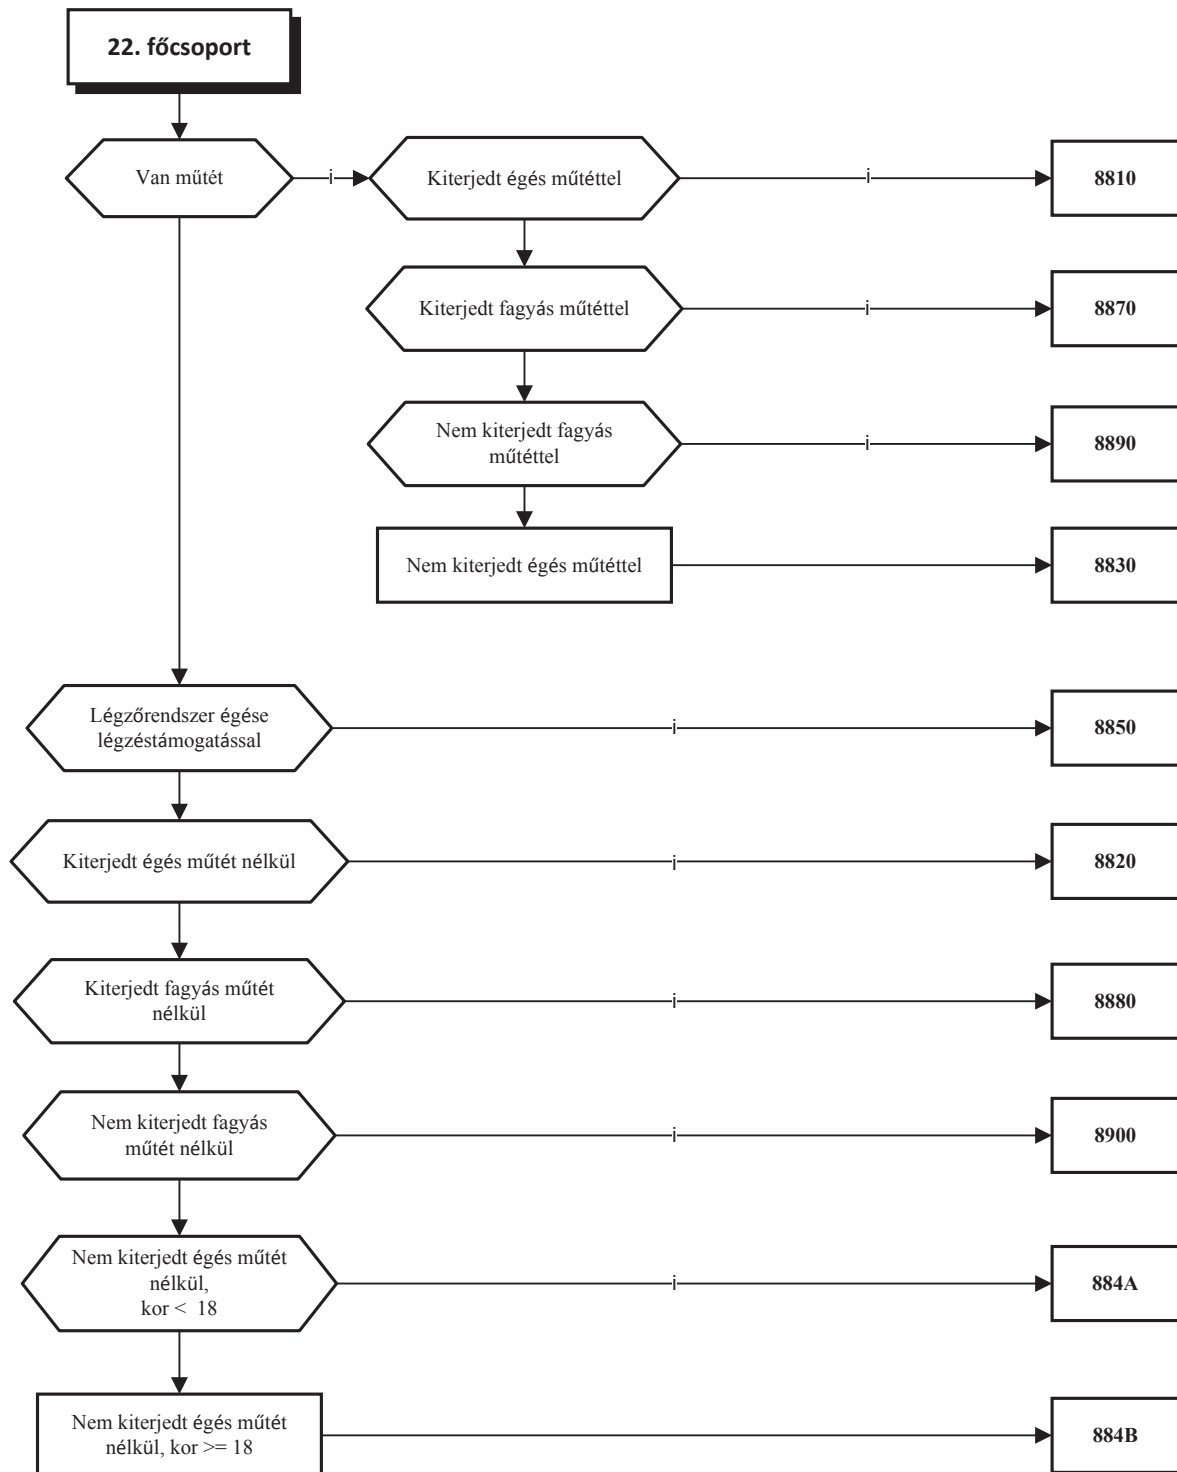 22. főcsoport
Van műtét
i
Kiterjedt égés műtéttel
i
8810
Kiterjedt fagyás műtéttel
i
8870
Nem kiterjedt fagyás
műtéttel
i
8890
Nem kiterjedt égés műtéttel
8830
Légzőrendszer égése
légzéstámogatással
i
8850
Kiterjedt égés műtét nélkül
i
8820
Kiterjedt fagyás műtét
nélkül
i
8880
Nem kiterjedt fagyás
műtét nélkül
i
8900
Nem kiterjedt égés műtét
nélkül,
kor < 18
i
884A
Nem kiterjedt égés műtét
nélkül, kor >= 18
884B